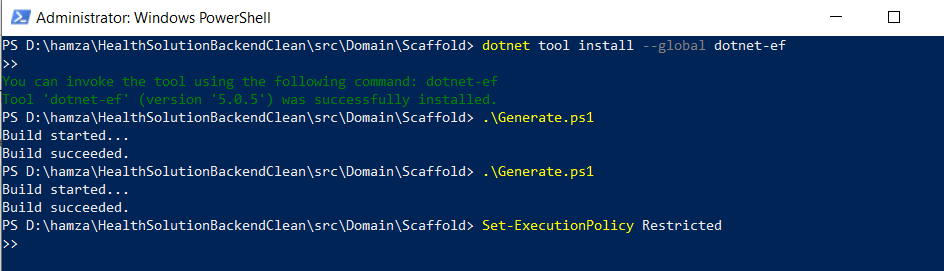 Administrator: Windows PowerShell
PS D:\hamza\HealthSolutionBackendClean\src\Domain\Scaffold> dotnet tool install --global dotnet-ef
>>
You can invoke the tool using the following command: dotnet-ef
Tool 'dotnet-ef' (version '5.0.5') was successfully installed.
PS D:\hamza\HealthSolutionBackendClean\src\Domain\Scaffold> .\Generate.ps1
Build started...
Build succeeded.
PS D:\hamza\HealthSolutionBackendClean\src\Domain\Scaffold> .\Generate.ps1
Build started...
Build succeeded.
PS D:\hamza\HealthSolutionBackendClean\src\Domain\Scaffold> Set-ExecutionPolicy Restricted
>>